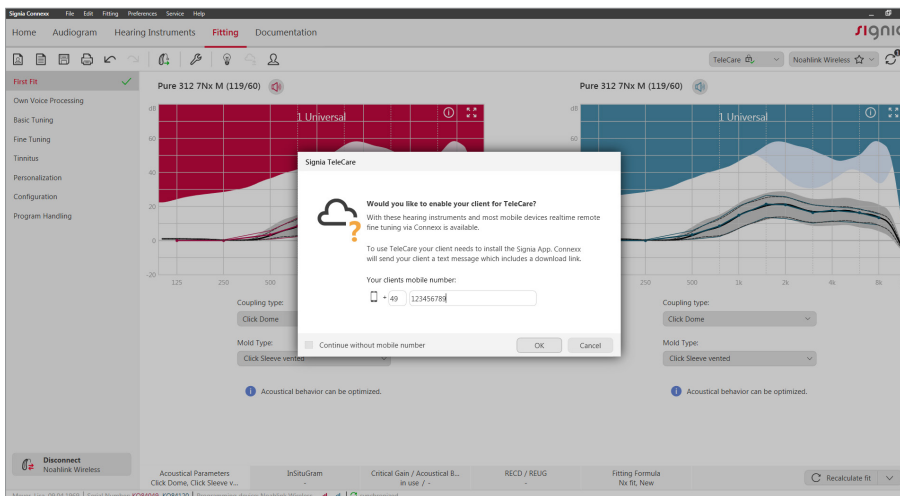 Signia Connexx File Edit Fitting Preferences Service Help
Home Audiogram Hearing Instruments Fitting Documentation
TeleCare Noahlink Wireless
First Fit
Own Voice Processing
Basic Tuning
Fine Tuning
Tinnitus
Personalization
Configuration
Program Handling
Pure 312 7Nx M (119/60)
Pure 312 7Nx M (119/60)
dB
1 Universal
60
40
20
0
-20
125 250 500
dB
1 Universal
60
250 500 1k 2k 4k 8k
Signia TeleCare
Would you like to enable your client for TeleCare?
With these hearing instruments and most mobile devices realtime remote
fine tuning via Connexx is available.
To use TeleCare your client needs to install the Signia App. Connexx
will send your client a text message which includes a download link.
Your clients mobile number:
+ 49 123456789
Continue without mobile number
OK Cancel
Coupling type:
Click Dome
Mold Type:
Click Sleeve vented
Acoustical behavior can be optimized.
Coupling type:
Click Dome
Mold Type:
Click Sleeve vented
Acoustical behavior can be optimized.
Disconnect
Noahlink Wireless
Acoustical Parameters
Click Dome, Click Sleeve v...
InSituGram
-
Critical Gain / Acoustical B...
in use / -
RECD / REUG
-
Fitting Formula
Nx fit, New
Recalculate fit